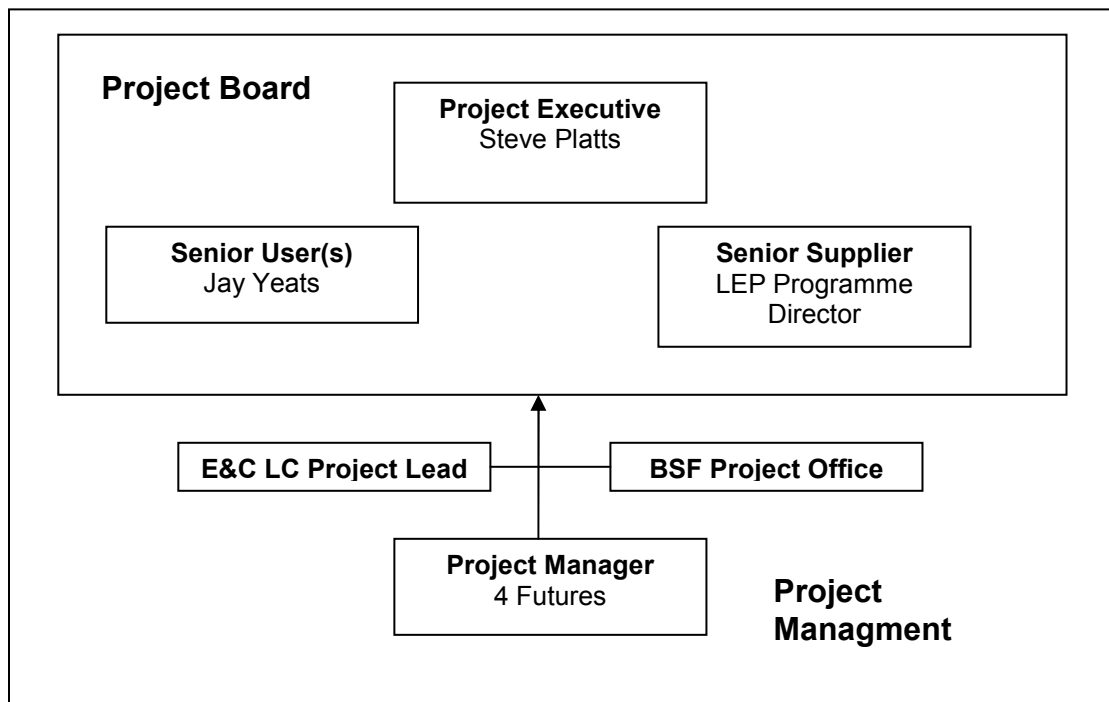 Project Board
Project Executive
Steve Platts
Senior User(s)
Jay Yeats
Senior Supplier
LEP Programme
Director
E&C LC Project Lead
BSF Project Office
Project Manager
4 Futures
Project
Managment